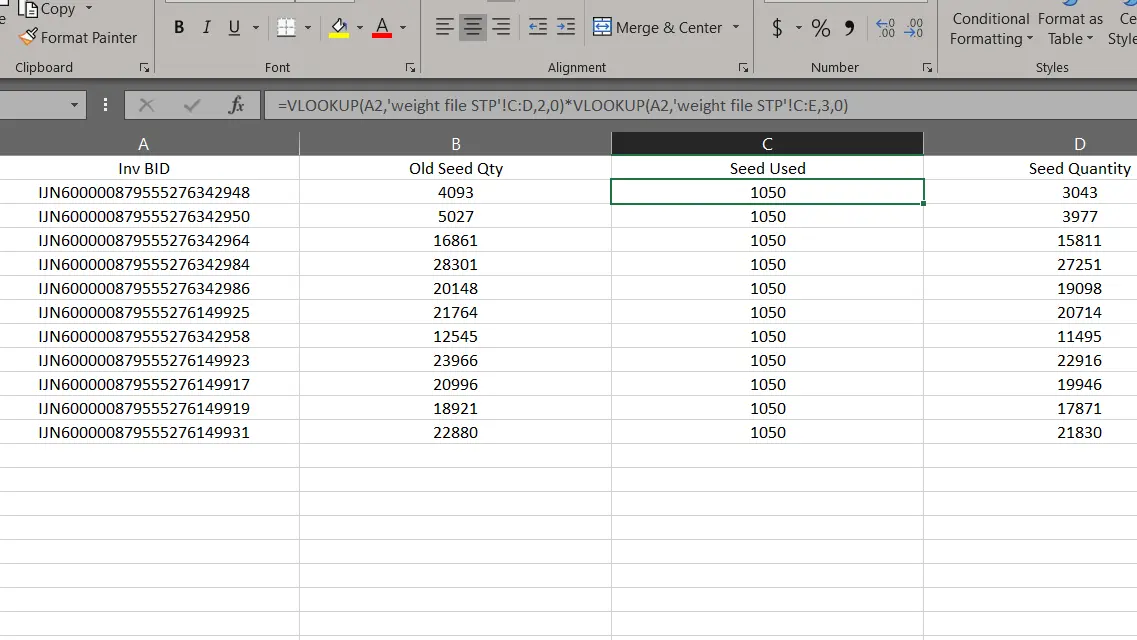 Copy
Format Painter
B I U A
Merge & Center
$ % ,
Conditional Format as
Formatting Table
Clipboard Font Alignment Number Styles
fx =VLOOKUP(A2,'weight file STP'!C:D,2,0)*VLOOKUP(A2,'weight file STP'!C:E,3,0)
A B C D
Inv BID Old Seed Qty Seed Used Seed Quantity
IJN600000879555276342948 4093 1050 3043
IJN600000879555276342950 5027 1050 3977
IJN600000879555276342964 16861 1050 15811
IJN600000879555276342984 28301 1050 27251
IJN600000879555276342986 20148 1050 19098
IJN600000879555276149925 21764 1050 20714
IJN600000879555276342958 12545 1050 11495
IJN600000879555276149923 23966 1050 22916
IJN600000879555276149917 20996 1050 19946
IJN600000879555276149919 18921 1050 17871
IJN600000879555276149931 22880 1050 21830